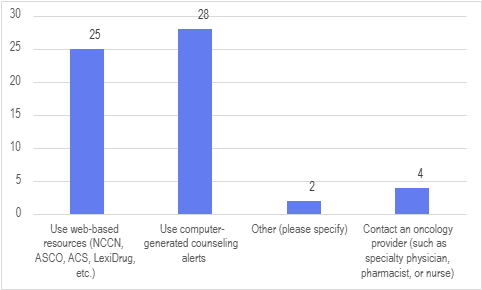 30
25
20
15
10
5
0
25
28
2
4
Use web-based
resources (NCCN,
ASCO, ACS, LexiDrug,
etc.)
Use computer-
generated counseling
alerts
Other (please specify)
Contact an oncology
provider (such as
specialty physician,
pharmacist, or nurse)